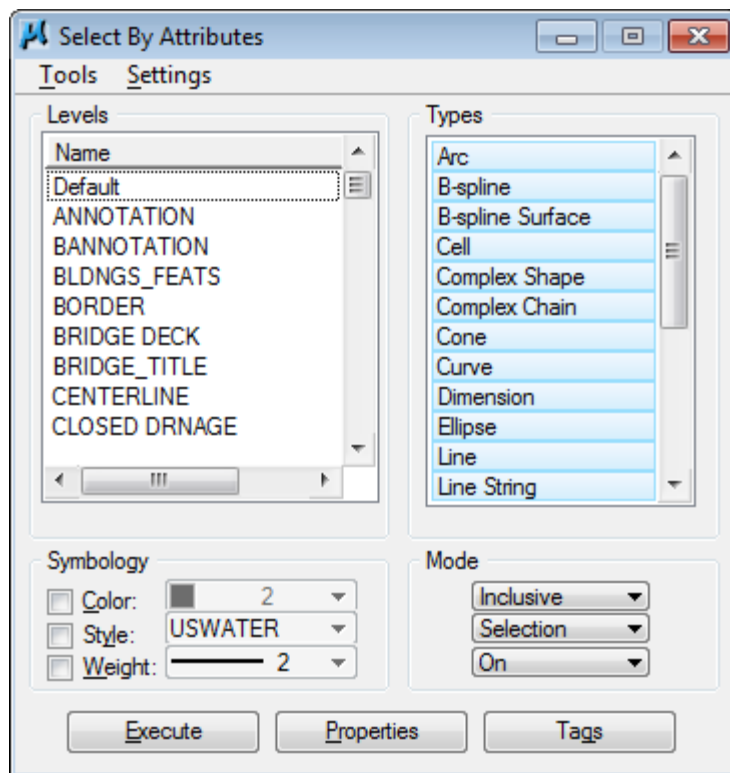 Select By Attributes
Tools Settings
Levels
Name
Default
ANNOTATION
BANNOTATION
BLDNGS_FEATS
BORDER
BRIDGE DECK
BRIDGE_TITLE
CENTERLINE
CLOSED DRNAGE
Types
Arc
B-spline
B-spline Surface
Cell
Complex Shape
Complex Chain
Cone
Curve
Dimension
Ellipse
Line
Line String
Symbology
Color: 2
Style: USWATER
Weight: 2
Mode
Inclusive
Selection
On
Execute Properties Tags